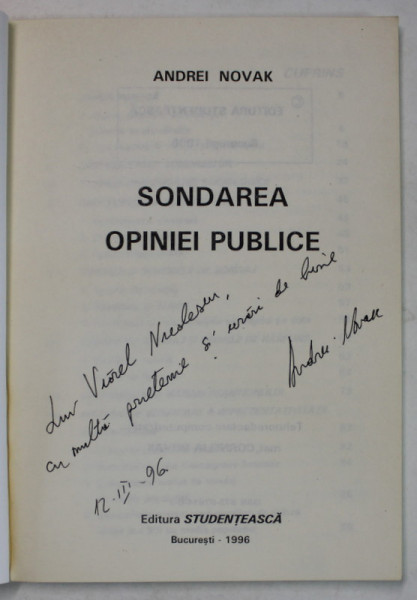 ANDREI NOVAK
SONDAREA
OPINIEI PUBLICE
Lui Viorel Niculescu,
cu multă prietenie și urări de bine
Andrei Novak
12·III-96
Editura STUDENȚEASCĂ
București - 1996